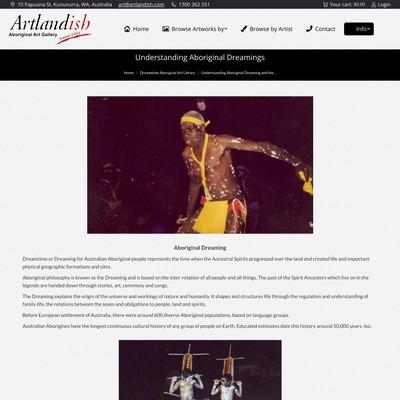 10 Papuana St, Kununurra, WA, Australia art@artlandish.com 1300 362 551 Your cart: $0.00 Log In
Artlandish
Aboriginal Art Gallery Since 2001
Home Browse Artworks by Browse by Artist Info
Understanding Aboriginal Dreamings
Home / Dreamtime Aboriginal Art Library / Understanding Aboriginal Dreaming and the...
Aboriginal Dreaming
Dreamtime or Dreaming for Australian Aboriginal people represents the time when the Ancestral Spirits progressed over the land and created life and important
physical geographic formations and sites.
Aboriginal philosophy is known as the Dreaming and is based on the inter-relation of all people and all things. The past of the Spirit Ancestors which live on in the
legends are handed down through stories, art, ceremony and songs.
The Dreaming explains the origin of the universe and workings of nature and humanity. It shapes and structures life through the regulation and understanding of
family life, the relations between the sexes and obligations to people, land and spirits.
Before European settlement of Australia, there were around 600 diverse Aboriginal populations, based on language groups.
Australian Aborigines have the longest continuous cultural history of any group of people on Earth. Educated estimates date this history around 50,000 years. Iso.